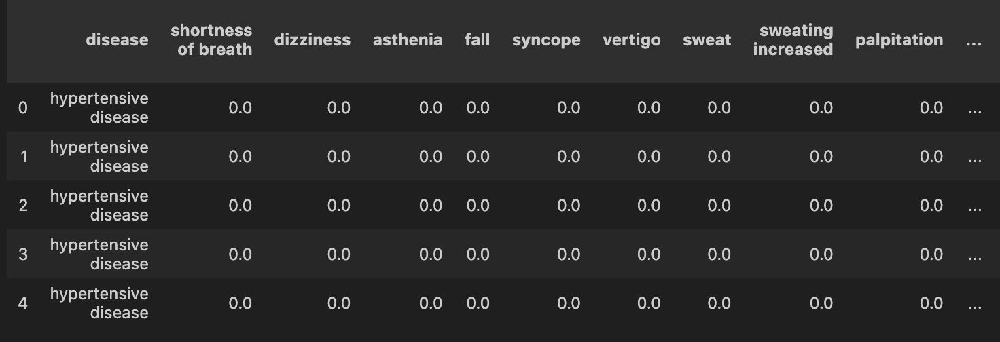 disease shortness of breath dizziness asthenia fall syncope vertigo sweat sweating increased palpitation ...
0 hypertensive disease 0.0 0.0 0.0 0.0 0.0 0.0 0.0 0.0 0.0 ...
1 hypertensive disease 0.0 0.0 0.0 0.0 0.0 0.0 0.0 0.0 0.0 ...
2 hypertensive disease 0.0 0.0 0.0 0.0 0.0 0.0 0.0 0.0 0.0 ...
3 hypertensive disease 0.0 0.0 0.0 0.0 0.0 0.0 0.0 0.0 0.0 ...
4 hypertensive disease 0.0 0.0 0.0 0.0 0.0 0.0 0.0 0.0 0.0 ...